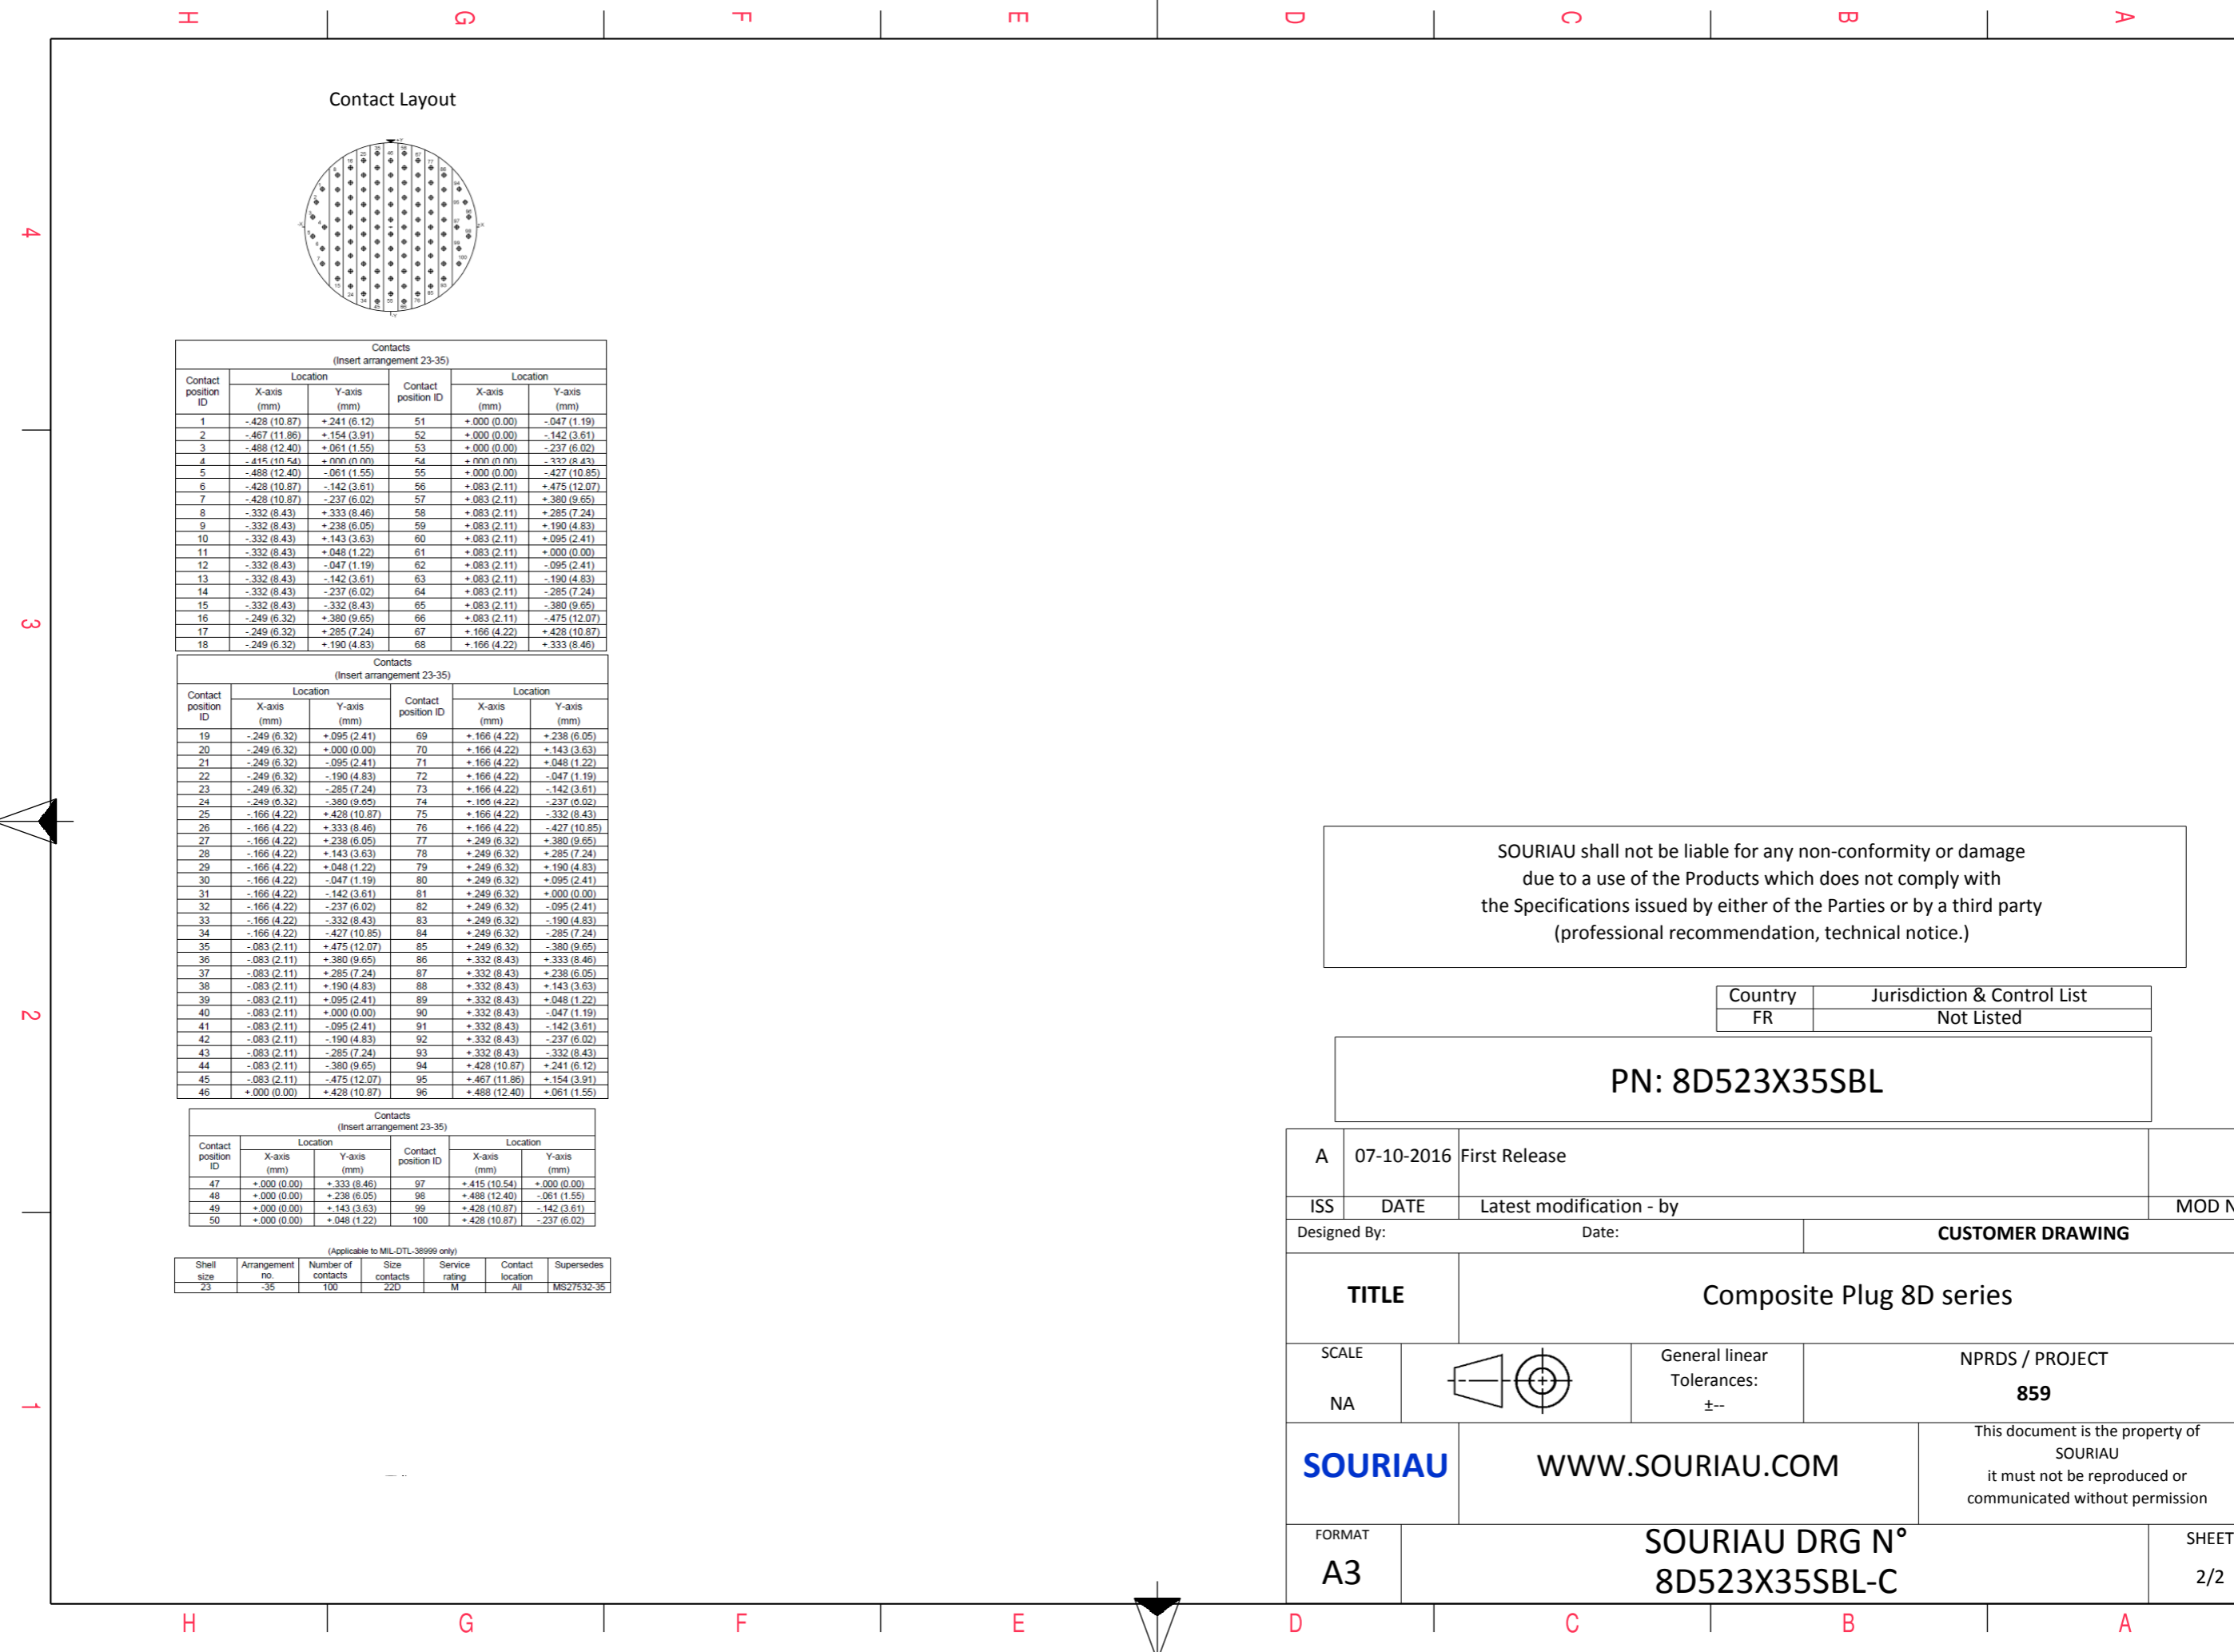 H G F E D C B A
Contact Layout
Contacts
(Insert arrangement 23-35)
Contact position ID | Location X-axis (mm) | Y-axis (mm) | Contact position ID | Location X-axis (mm) | Y-axis (mm)
1 -.428 (10.87) +.241 (6.12) 51 +.000 (0.00) -.047 (1.19)
2 -.467 (11.86) +.154 (3.91) 52 +.000 (0.00) -.142 (3.61)
3 -.488 (12.40) +.061 (1.55) 53 +.000 (0.00) -.237 (6.02)
4 -.415 (10.54) +.000 (0.00) 54 +.000 (0.00) -.332 (8.43)
5 -.488 (12.40) -.061 (1.55) 55 +.000 (0.00) -.427 (10.85)
6 -.428 (10.87) -.142 (3.61) 56 +.083 (2.11) +.475 (12.07)
7 -.428 (10.87) -.237 (6.02) 57 +.083 (2.11) +.380 (9.65)
8 -.332 (8.43) +.333 (8.46) 58 +.083 (2.11) +.285 (7.24)
9 -.332 (8.43) +.238 (6.05) 59 +.083 (2.11) +.190 (4.83)
10 -.332 (8.43) +.143 (3.63) 60 +.083 (2.11) +.095 (2.41)
11 -.332 (8.43) +.048 (1.22) 61 +.083 (2.11) +.000 (0.00)
12 -.332 (8.43) -.047 (1.19) 62 +.083 (2.11) -.095 (2.41)
13 -.332 (8.43) -.142 (3.61) 63 +.083 (2.11) -.190 (4.83)
14 -.332 (8.43) -.237 (6.02) 64 +.083 (2.11) -.285 (7.24)
15 -.332 (8.43) -.332 (8.43) 65 +.083 (2.11) -.380 (9.65)
16 -.249 (6.32) +.380 (9.65) 66 +.083 (2.11) -.475 (12.07)
17 -.249 (6.32) +.285 (7.24) 67 +.166 (4.22) +.428 (10.87)
18 -.249 (6.32) +.190 (4.83) 68 +.166 (4.22) +.333 (8.46)
Contacts
(Insert arrangement 23-35)
Contact position ID | Location X-axis (mm) | Y-axis (mm) | Contact position ID | Location X-axis (mm) | Y-axis (mm)
19 -.249 (6.32) +.095 (2.41) 69 +.166 (4.22) +.238 (6.05)
20 -.249 (6.32) +.000 (0.00) 70 +.166 (4.22) +.143 (3.63)
21 -.249 (6.32) -.095 (2.41) 71 +.166 (4.22) +.048 (1.22)
22 -.249 (6.32) -.190 (4.83) 72 +.166 (4.22) -.047 (1.19)
23 -.249 (6.32) -.285 (7.24) 73 +.166 (4.22) -.142 (3.61)
24 -.249 (6.32) -.380 (9.65) 74 +.166 (4.22) -.237 (6.02)
25 -.166 (4.22) +.428 (10.87) 75 +.166 (4.22) -.332 (8.43)
26 -.166 (4.22) +.333 (8.46) 76 +.166 (4.22) -.427 (10.85)
27 -.166 (4.22) +.238 (6.05) 77 +.249 (6.32) +.380 (9.65)
28 -.166 (4.22) +.143 (3.63) 78 +.249 (6.32) +.285 (7.24)
29 -.166 (4.22) +.048 (1.22) 79 +.249 (6.32) +.190 (4.83)
30 -.166 (4.22) -.047 (1.19) 80 +.249 (6.32) +.095 (2.41)
31 -.166 (4.22) -.142 (3.61) 81 +.249 (6.32) +.000 (0.00)
32 -.166 (4.22) -.237 (6.02) 82 +.249 (6.32) -.095 (2.41)
33 -.166 (4.22) -.332 (8.43) 83 +.249 (6.32) -.190 (4.83)
34 -.166 (4.22) -.427 (10.85) 84 +.249 (6.32) -.285 (7.24)
35 -.083 (2.11) +.475 (12.07) 85 +.249 (6.32) -.380 (9.65)
36 -.083 (2.11) +.380 (9.65) 86 +.332 (8.43) +.333 (8.46)
37 -.083 (2.11) +.285 (7.24) 87 +.332 (8.43) +.238 (6.05)
38 -.083 (2.11) +.190 (4.83) 88 +.332 (8.43) +.143 (3.63)
39 -.083 (2.11) +.095 (2.41) 89 +.332 (8.43) +.048 (1.22)
40 -.083 (2.11) +.000 (0.00) 90 +.332 (8.43) -.047 (1.19)
41 -.083 (2.11) -.095 (2.41) 91 +.332 (8.43) -.142 (3.61)
42 -.083 (2.11) -.190 (4.83) 92 +.332 (8.43) -.237 (6.02)
43 -.083 (2.11) -.285 (7.24) 93 +.332 (8.43) -.332 (8.43)
44 -.083 (2.11) -.380 (9.65) 94 +.428 (10.87) +.241 (6.12)
45 -.083 (2.11) -.475 (12.07) 95 +.467 (11.86) +.154 (3.91)
46 +.000 (0.00) +.428 (10.87) 96 +.488 (12.40) +.061 (1.55)
Contacts
(Insert arrangement 23-35)
Contact position ID | Location X-axis (mm) | Y-axis (mm) | Contact position ID | Location X-axis (mm) | Y-axis (mm)
47 +.000 (0.00) +.333 (8.46) 97 +.415 (10.54) +.000 (0.00)
48 +.000 (0.00) +.238 (6.05) 98 +.488 (12.40) -.061 (1.55)
49 +.000 (0.00) +.143 (3.63) 99 +.428 (10.87) -.142 (3.61)
50 +.000 (0.00) +.048 (1.22) 100 +.428 (10.87) -.237 (6.02)
(Applicable to MIL-DTL-38999 only)
Shell size | Arrangement no. | Number of contacts | Size contacts | Service rating | Contact location | Supersedes
23 -35 100 22D M All MS27532-35
4
3
2
1
SOURIAU shall not be liable for any non-conformity or damage
due to a use of the Products which does not comply with
the Specifications issued by either of the Parties or by a third party
(professional recommendation, technical notice.)
Country Jurisdiction & Control List
FR Not Listed
PN: 8D523X35SBL
A 07-10-2016 First Release
ISS DATE Latest modification - by MOD N
Designed By: Date: CUSTOMER DRAWING
TITLE Composite Plug 8D series
SCALE
NA
General linear
Tolerances:
±--
NPRDS / PROJECT
859
SOURIAU
WWW.SOURIAU.COM
This document is the property of
SOURIAU
it must not be reproduced or
communicated without permission
FORMAT
A3
SOURIAU DRG N°
8D523X35SBL-C
SHEET
2/2
H G F E D C B A